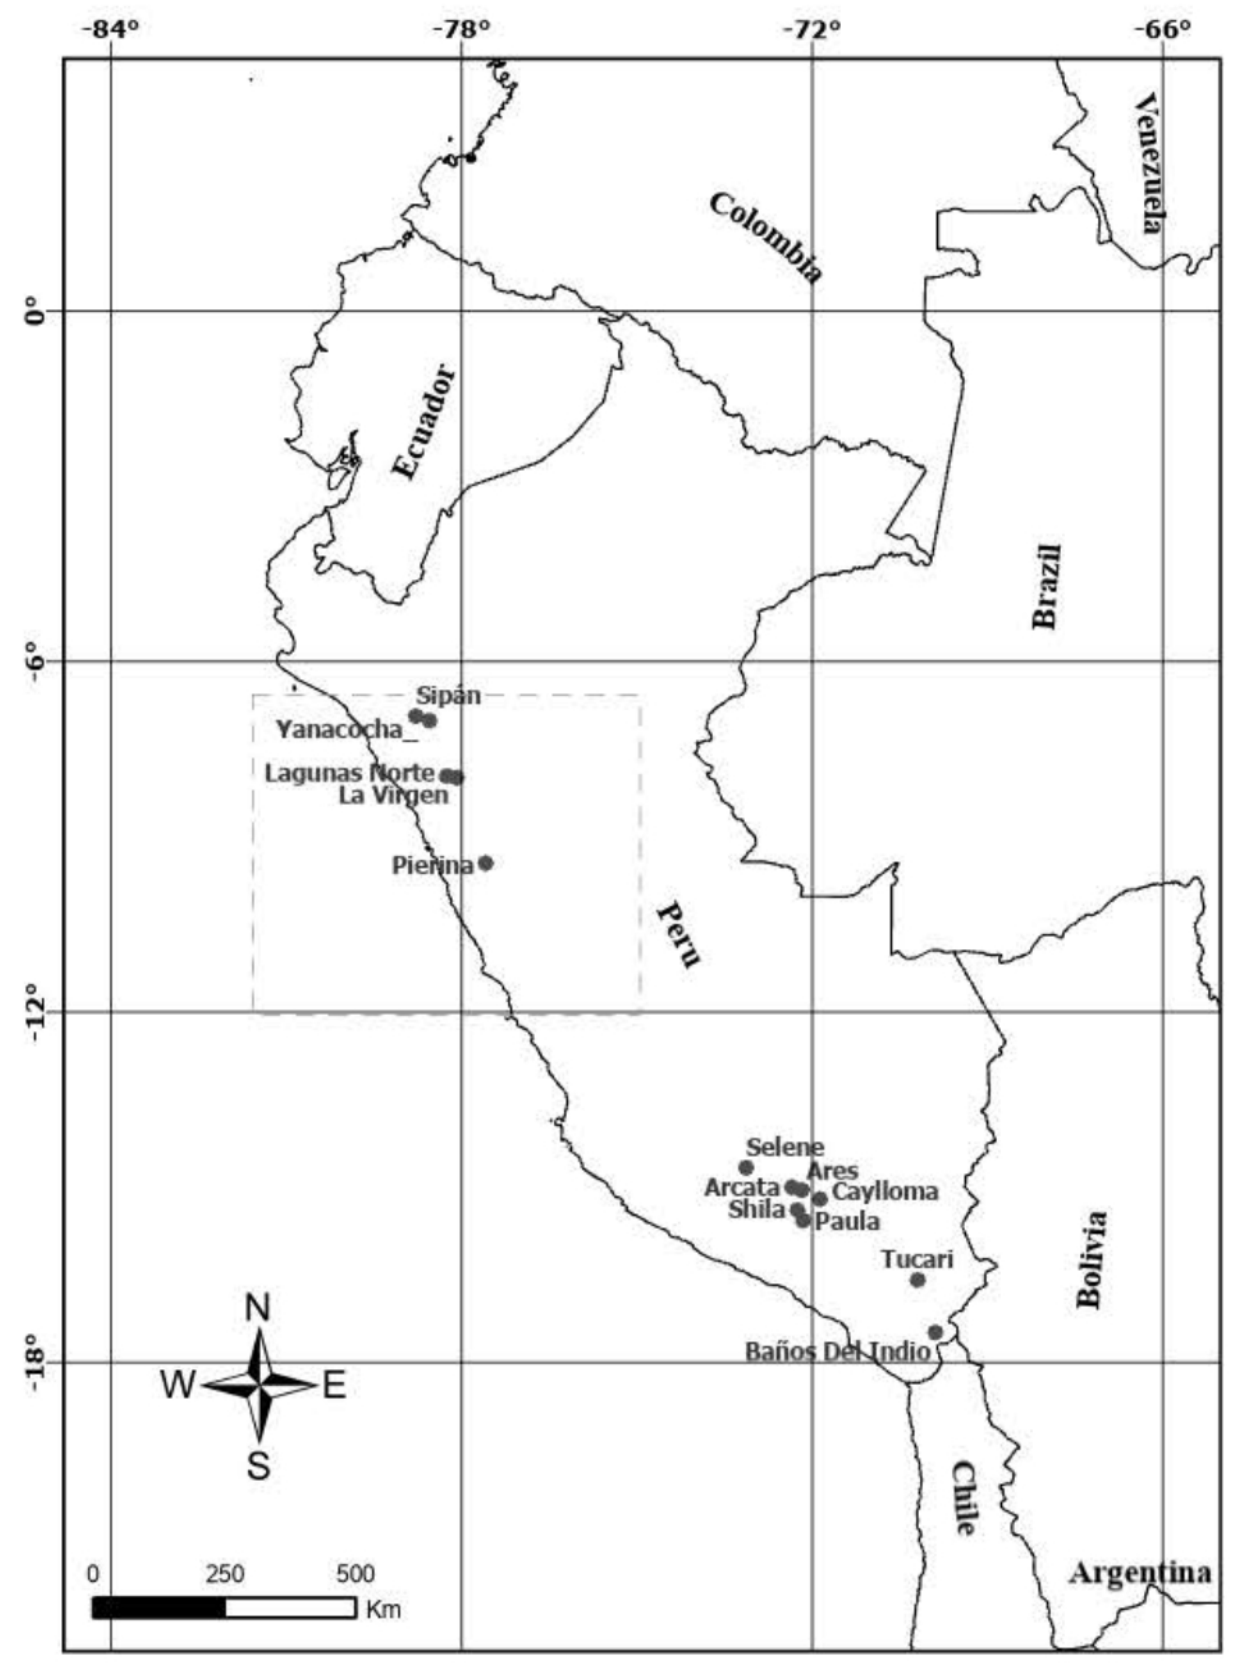 -84°
-78°
-72°
-66°
Venezuela
Colombia
0°
Ecuador
Brazil
-6°
Sipán
Yanacocha_
Lagunas Norte
La Virgen
Pierina
Peru
-12°
Selene
Ares
Arcata
Caylloma
Shila
Paula
Tucari
Bolivia
Baños Del Indio
-18°
N
W
E
S
Chile
Argentina
0
250
500
Km